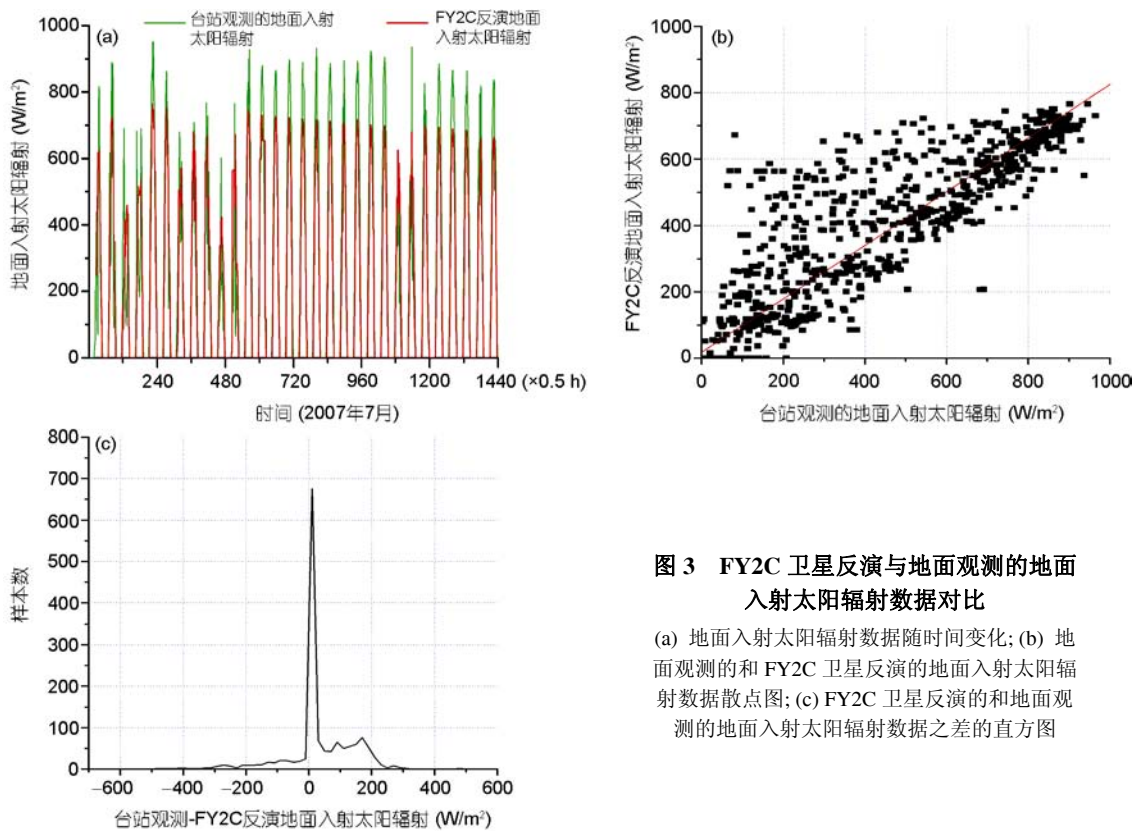 (a)
台站观测的地面入射
太阳辐射
FY2C反演地面
入射太阳辐射
地面入射太阳辐射 (W/m²)
1000
800
600
400
200
0
240
480
720
960
1200
1440
(×0.5 h)
时间 (2007年7月)
(b)
FY2C反演地面入射太阳辐射 (W/m²)
1000
800
600
400
200
0
0
200
400
600
800
1000
台站观测的地面入射太阳辐射 (W/m²)
(c)
样本数
800
700
600
500
400
300
200
100
0
−600
−400
−200
0
200
400
600
台站观测-FY2C反演地面入射太阳辐射 (W/m²)
图 3 FY2C 卫星反演与地面观测的地面
入射太阳辐射数据对比
(a) 地面入射太阳辐射数据随时间变化; (b) 地
面观测的和 FY2C 卫星反演的地面入射太阳辐
射数据散点图; (c) FY2C 卫星反演的和地面观
测的地面入射太阳辐射数据之差的直方图